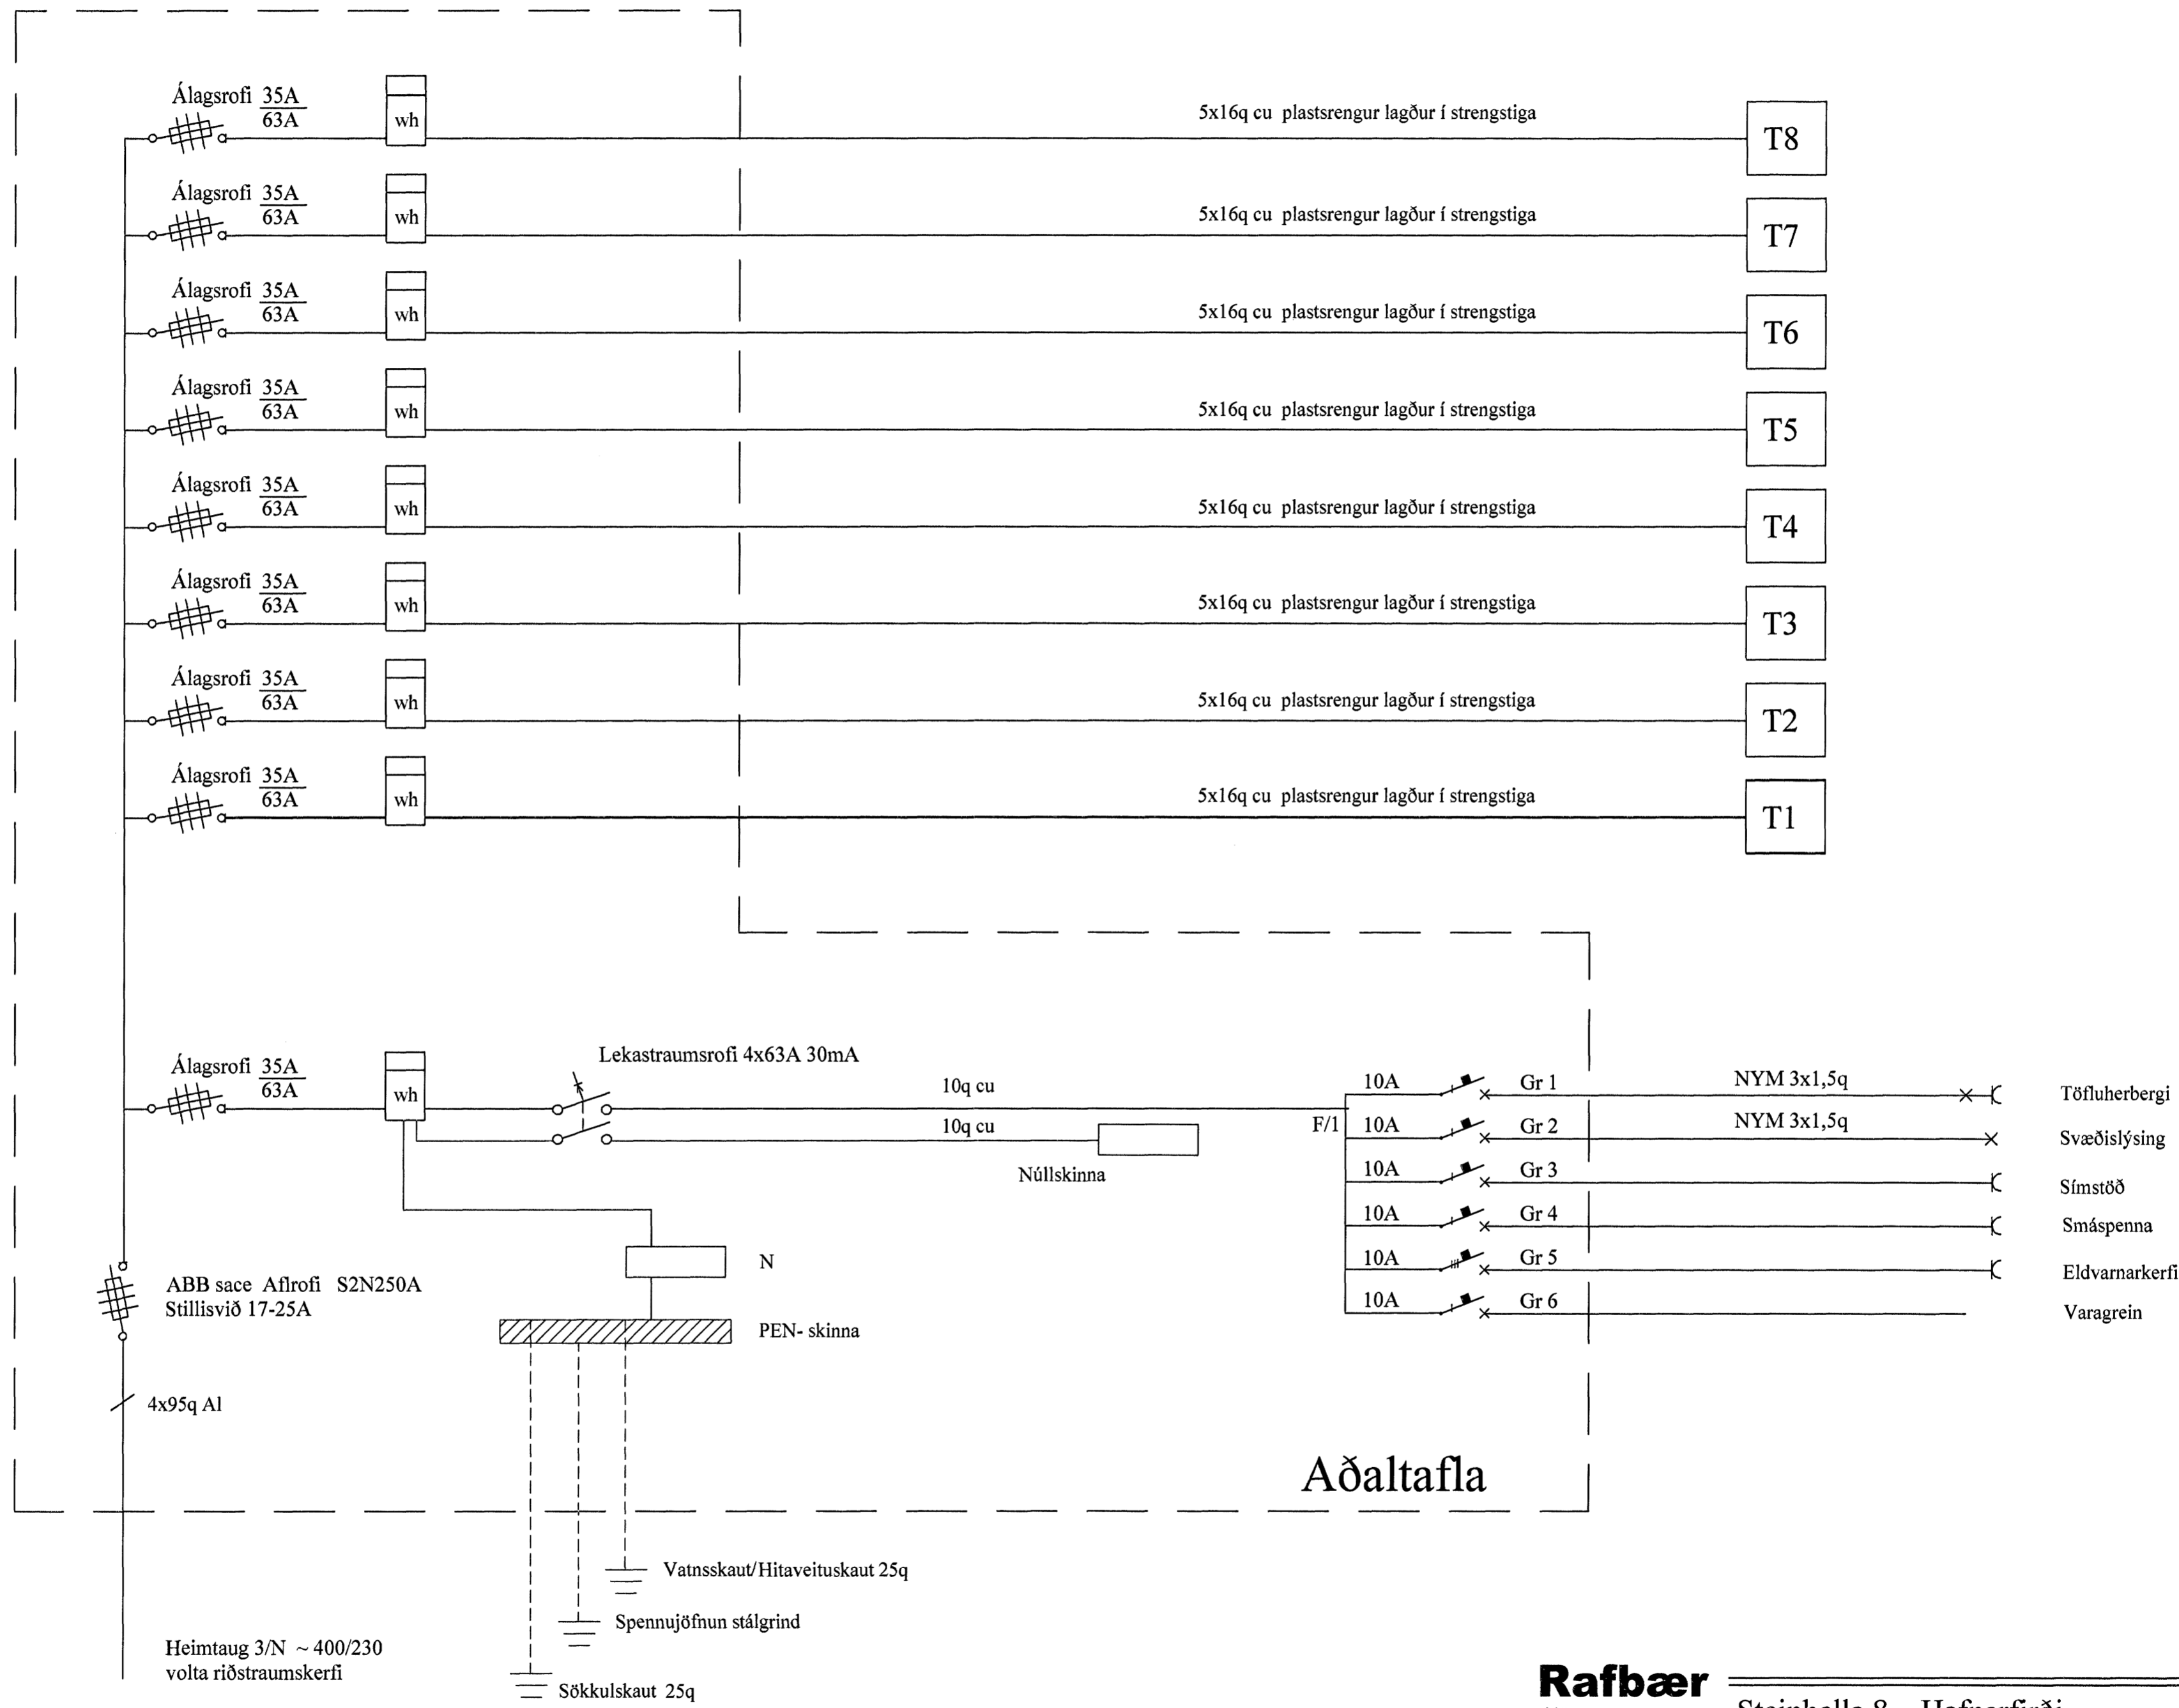 Álagsrofi 35A
63A
wh
5x16q cu plastsrengur lagður í strengstiga
T8
Álagsrofi 35A
63A
wh
5x16q cu plastsrengur lagður í strengstiga
T7
Álagsrofi 35A
63A
wh
5x16q cu plastsrengur lagður í strengstiga
T6
Álagsrofi 35A
63A
wh
5x16q cu plastsrengur lagður í strengstiga
T5
Álagsrofi 35A
63A
wh
5x16q cu plastsrengur lagður í strengstiga
T4
Álagsrofi 35A
63A
wh
5x16q cu plastsrengur lagður í strengstiga
T3
Álagsrofi 35A
63A
wh
5x16q cu plastsrengur lagður í strengstiga
T2
Álagsrofi 35A
63A
wh
5x16q cu plastsrengur lagður í strengstiga
T1
Álagsrofi 35A
63A
wh
Lekastraumsrofi 4x63A 30mA
10q cu
10q cu
Núllskinna
F/1
10A Gr 1 NYM 3x1,5q Töfluherbergi
10A Gr 2 NYM 3x1,5q Svæðislýsing
10A Gr 3 Símstöð
10A Gr 4 Smáspenna
10A Gr 5 Eldvarnarkerfi
10A Gr 6 Varagrein
N
ABB sace Aflrofi S2N250A
Stillisvið 17-25A
PEN- skinna
4x95q Al
Aðaltafla
Vatnsskaut/Hitaveituskaut 25q
Spennujöfnun stálgrind
Heimtaug 3/N ~ 400/230
volta riðstraumskerfi
Sökkulskaut 25q
Rafbær